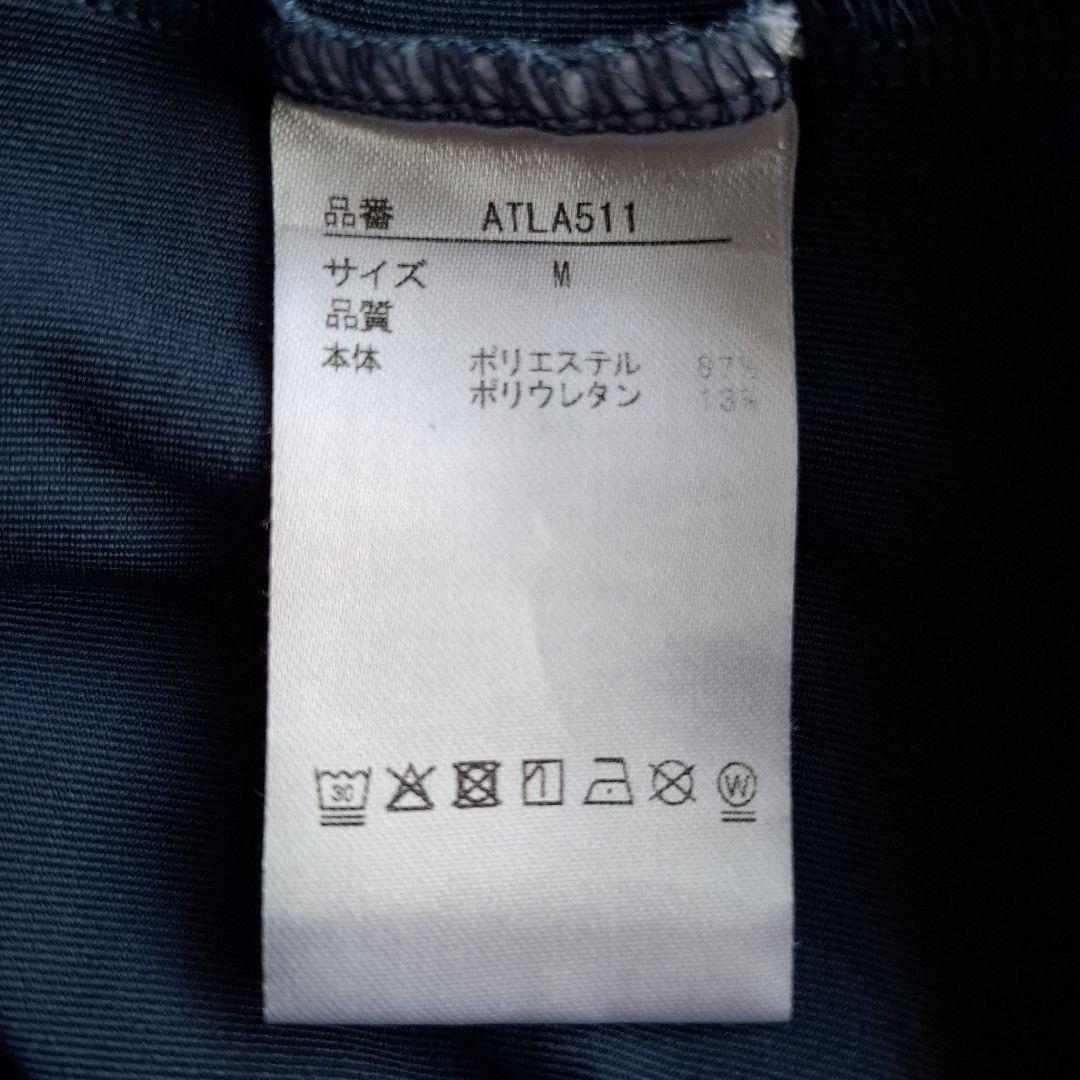 品番 ATLA511
サイズ M
品質
本体 ポリエステル 87%
ポリウレタン 13%
30
W